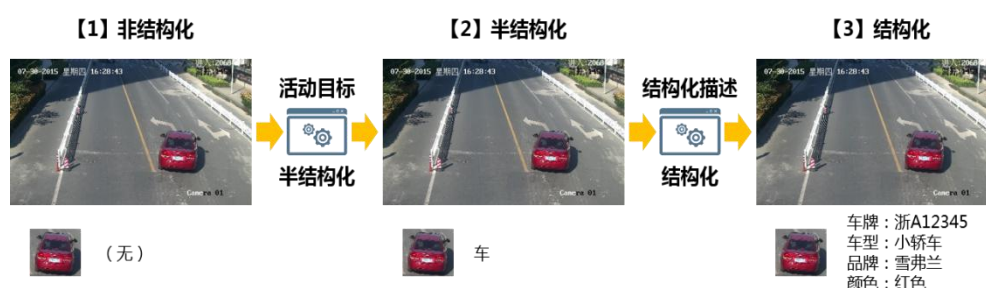 【1】非结构化
【2】半结构化
【3】结构化
07-30-2015 星期四 16:28:43
07-30-2015 星期四 16:28:43
07-30-2015 星期四 16:28:43
活动目标
半结构化
结构化描述
结构化
Camera 01
Camera 01
Camera 01
（无）
车
车牌：浙A12345
车型：小轿车
品牌：雪弗兰
颜色：红色